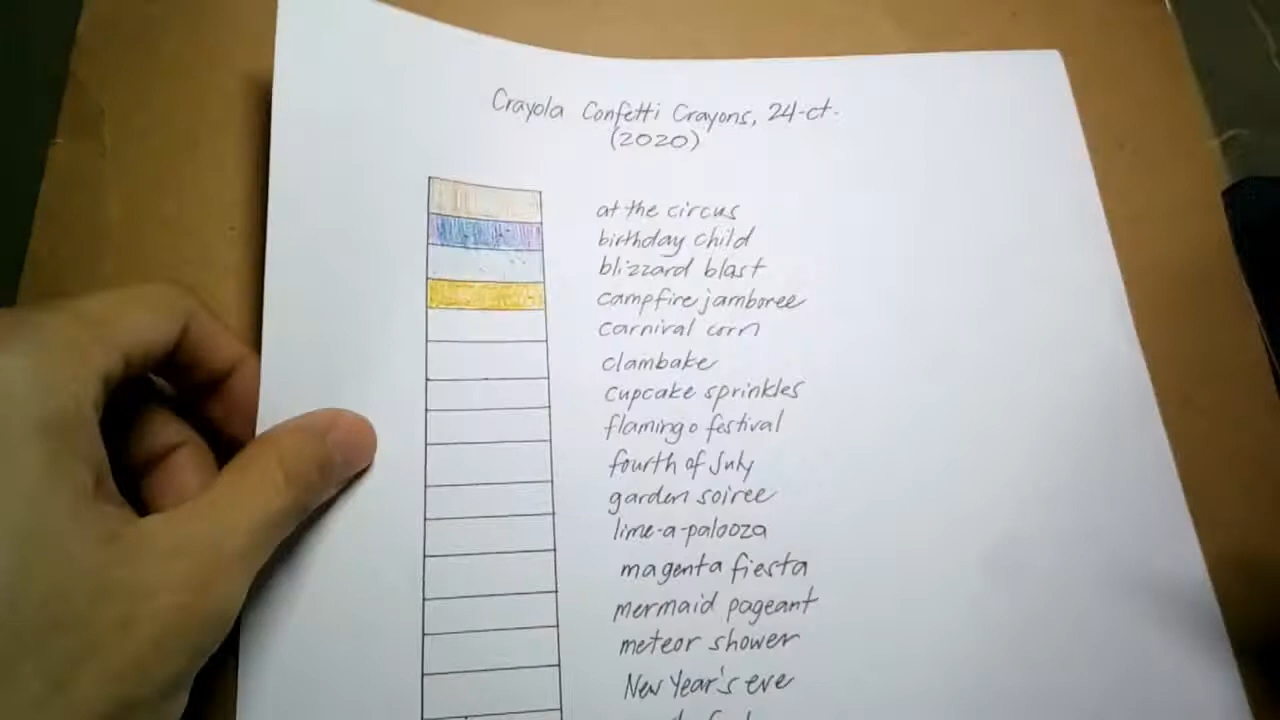 Crayola Confetti Crayons, 24-ct.
(2020)
at the circus
birthday child
blizzard blast
campfire jamboree
carnival corn
clambake
cupcake sprinkles
flamingo festival
fourth of July
garden soiree
lime-a-palooza
magenta fiesta
mermaid pageant
meteor shower
New Year's eve